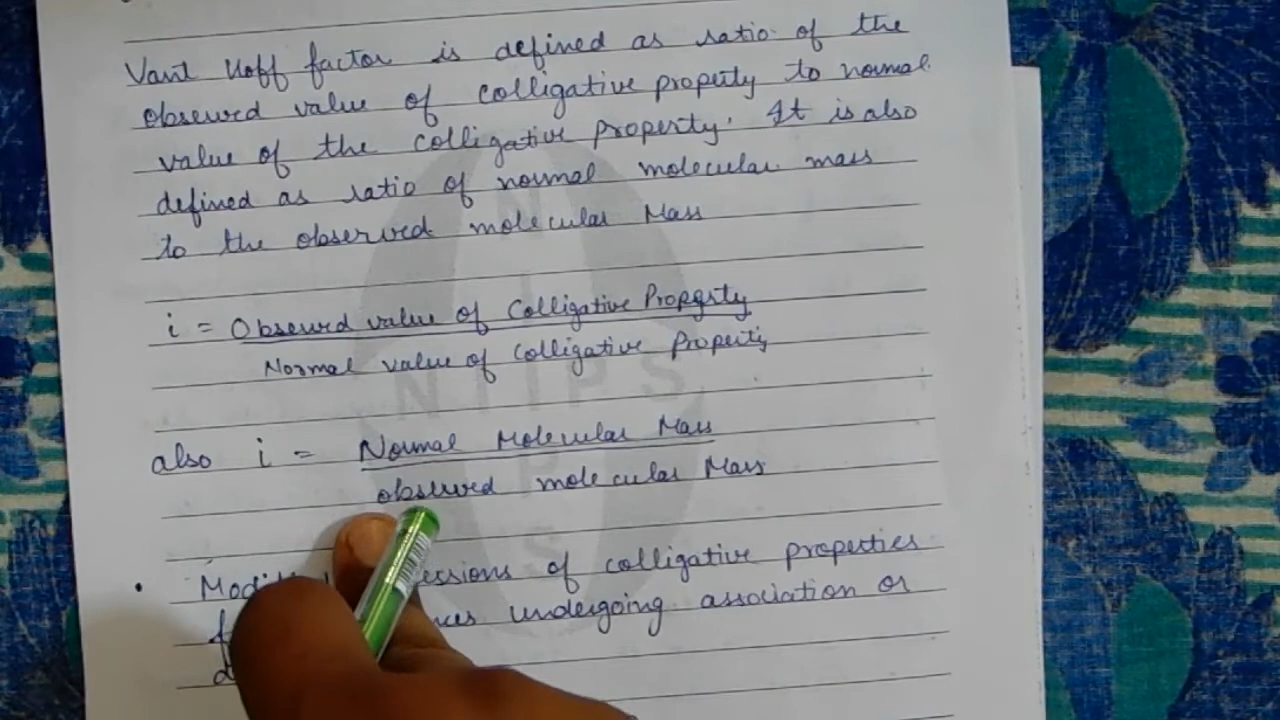 Vant Hoff factor is defined as ratio of the
observed value of colligative property to normal
value of the colligative property. It is also
defined as ratio of normal molecular mass
to the observed molecular Mass
i = Observed value of Colligative Property
Normal value of Colligative Property
also i = Normal Molecular Mass
observed molecular Mass
• of colligative properties
undergoing association or
NTIPS